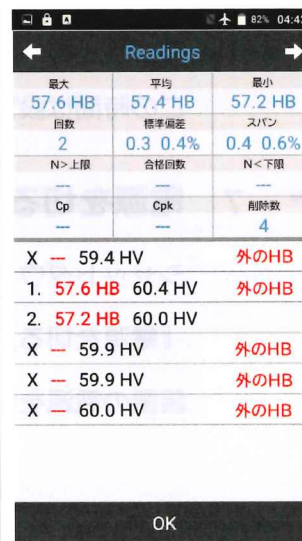 82% 04:42
Readings
最大 平均 最小
57.6 HB 57.4 HB 57.2 HB
回数 標準偏差 スパン
2 0.3 0.4% 0.4 0.6%
N>上限 合格回数 N<下限
--- --- ---
Cp Cpk 削除数
--- --- 4
X --- 59.4 HV 外のHB
1. 57.6 HB 60.4 HV 外のHB
2. 57.2 HB 60.0 HV
X --- 59.9 HV 外のHB
X --- 59.9 HV 外のHB
X --- 60.0 HV 外のHB
OK